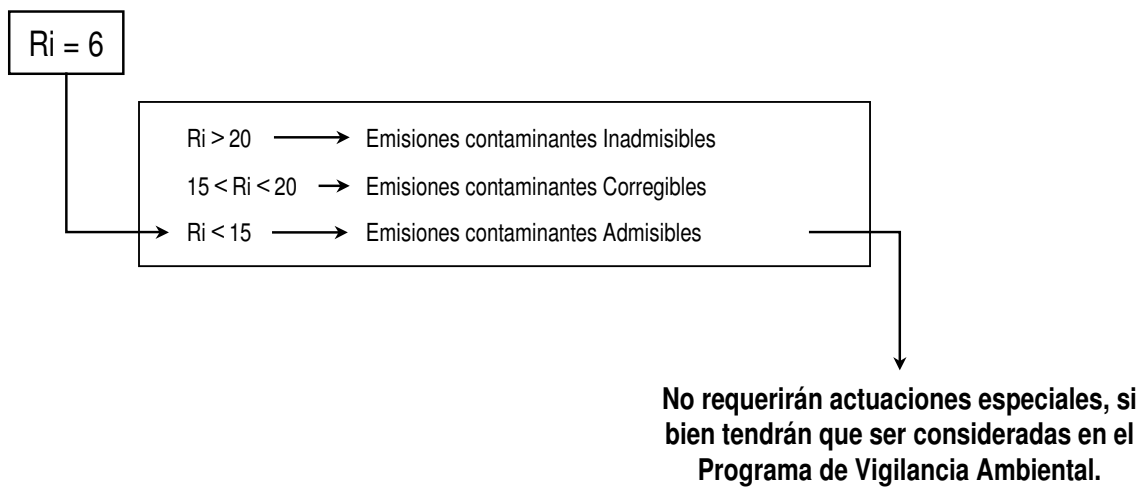 Ri = 6
Ri > 20 → Emisiones contaminantes Inadmisibles
15 < Ri < 20 → Emisiones contaminantes Corregibles
Ri < 15 → Emisiones contaminantes Admisibles
No requerirán actuaciones especiales, si
bien tendrán que ser consideradas en el
Programa de Vigilancia Ambiental.